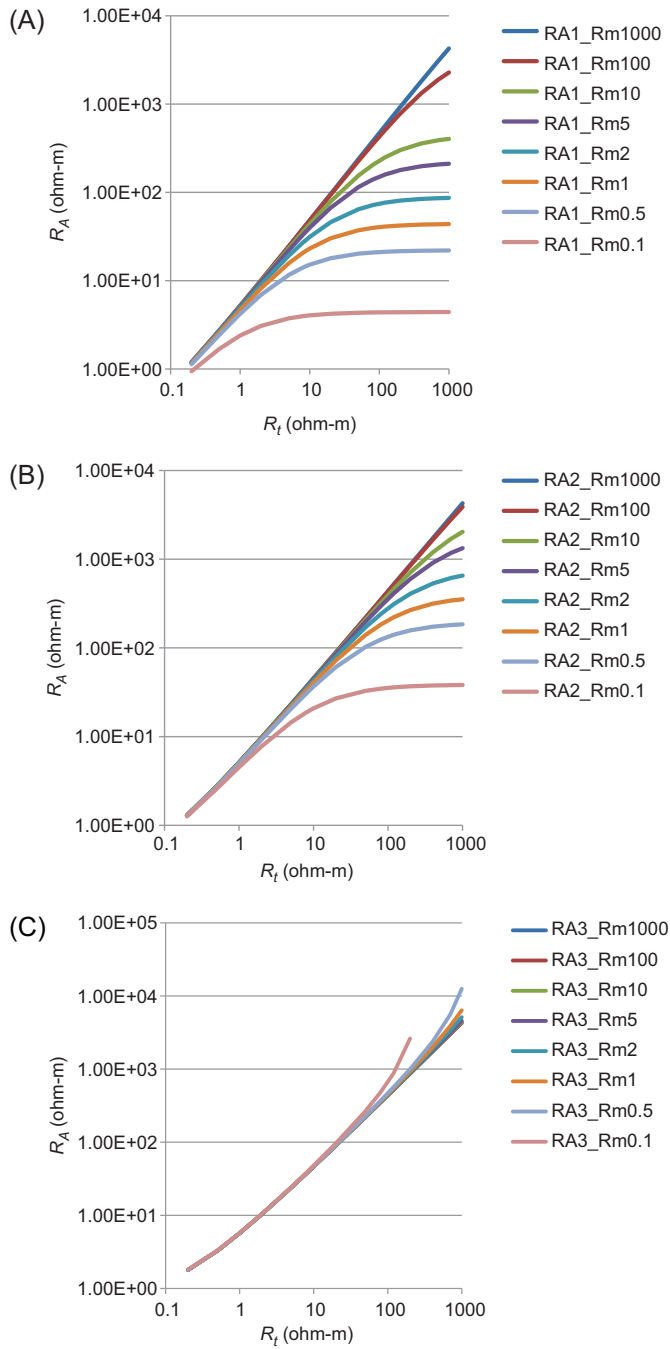 (A)
1.00E+04
1.00E+03
1.00E+02
1.00E+01
1.00E+00
R_A (ohm-m)
0.1 1 10 100 1000
R_t (ohm-m)
RA1_Rm1000
RA1_Rm100
RA1_Rm10
RA1_Rm5
RA1_Rm2
RA1_Rm1
RA1_Rm0.5
RA1_Rm0.1
(B)
1.00E+04
1.00E+03
1.00E+02
1.00E+01
1.00E+00
R_A (ohm-m)
0.1 1 10 100 1000
R_t (ohm-m)
RA2_Rm1000
RA2_Rm100
RA2_Rm10
RA2_Rm5
RA2_Rm2
RA2_Rm1
RA2_Rm0.5
RA2_Rm0.1
(C)
1.00E+05
1.00E+04
1.00E+03
1.00E+02
1.00E+01
1.00E+00
R_A (ohm-m)
0.1 1 10 100 1000
R_t (ohm-m)
RA3_Rm1000
RA3_Rm100
RA3_Rm10
RA3_Rm5
RA3_Rm2
RA3_Rm1
RA3_Rm0.5
RA3_Rm0.1